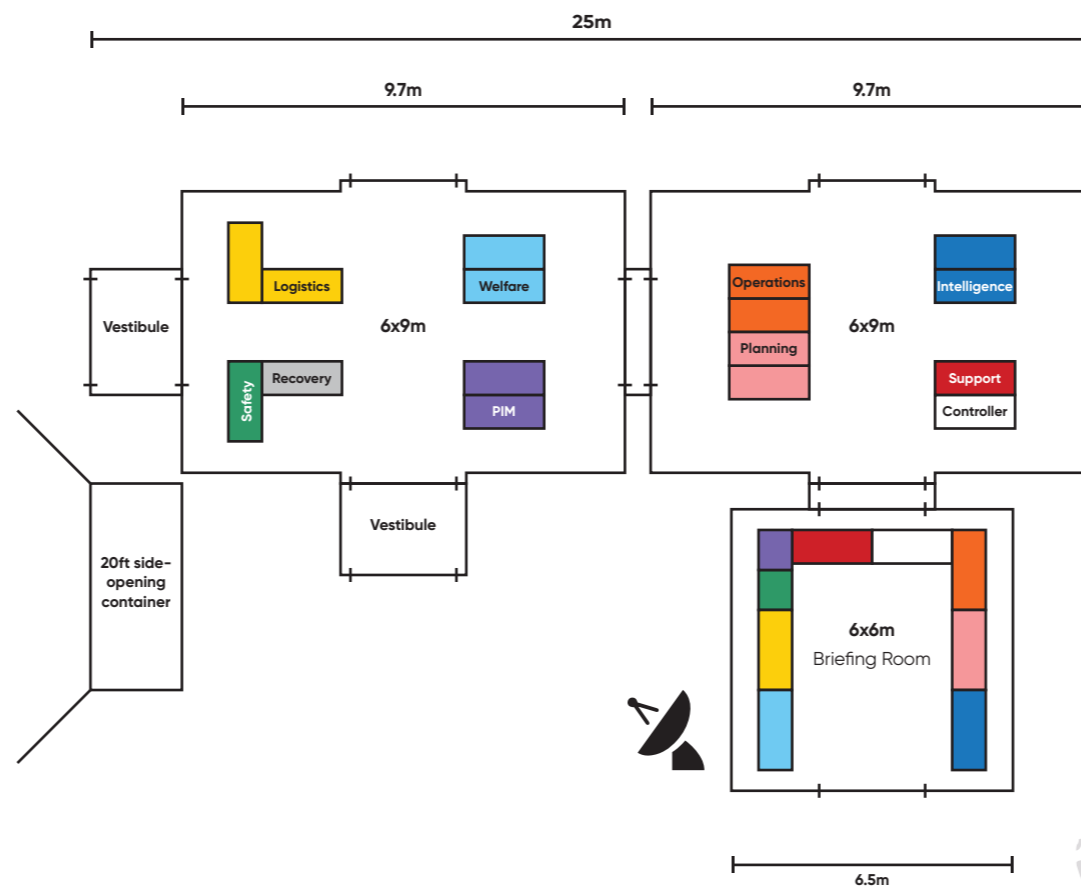 25m
9.7m
9.7m
Logistics
Welfare
Operations
Intelligence
Vestibule
6x9m
6x9m
Planning
Safety
Recovery
PIM
Support
Controller
Vestibule
20ft side-
opening
container
6x6m
Briefing Room
6.5m